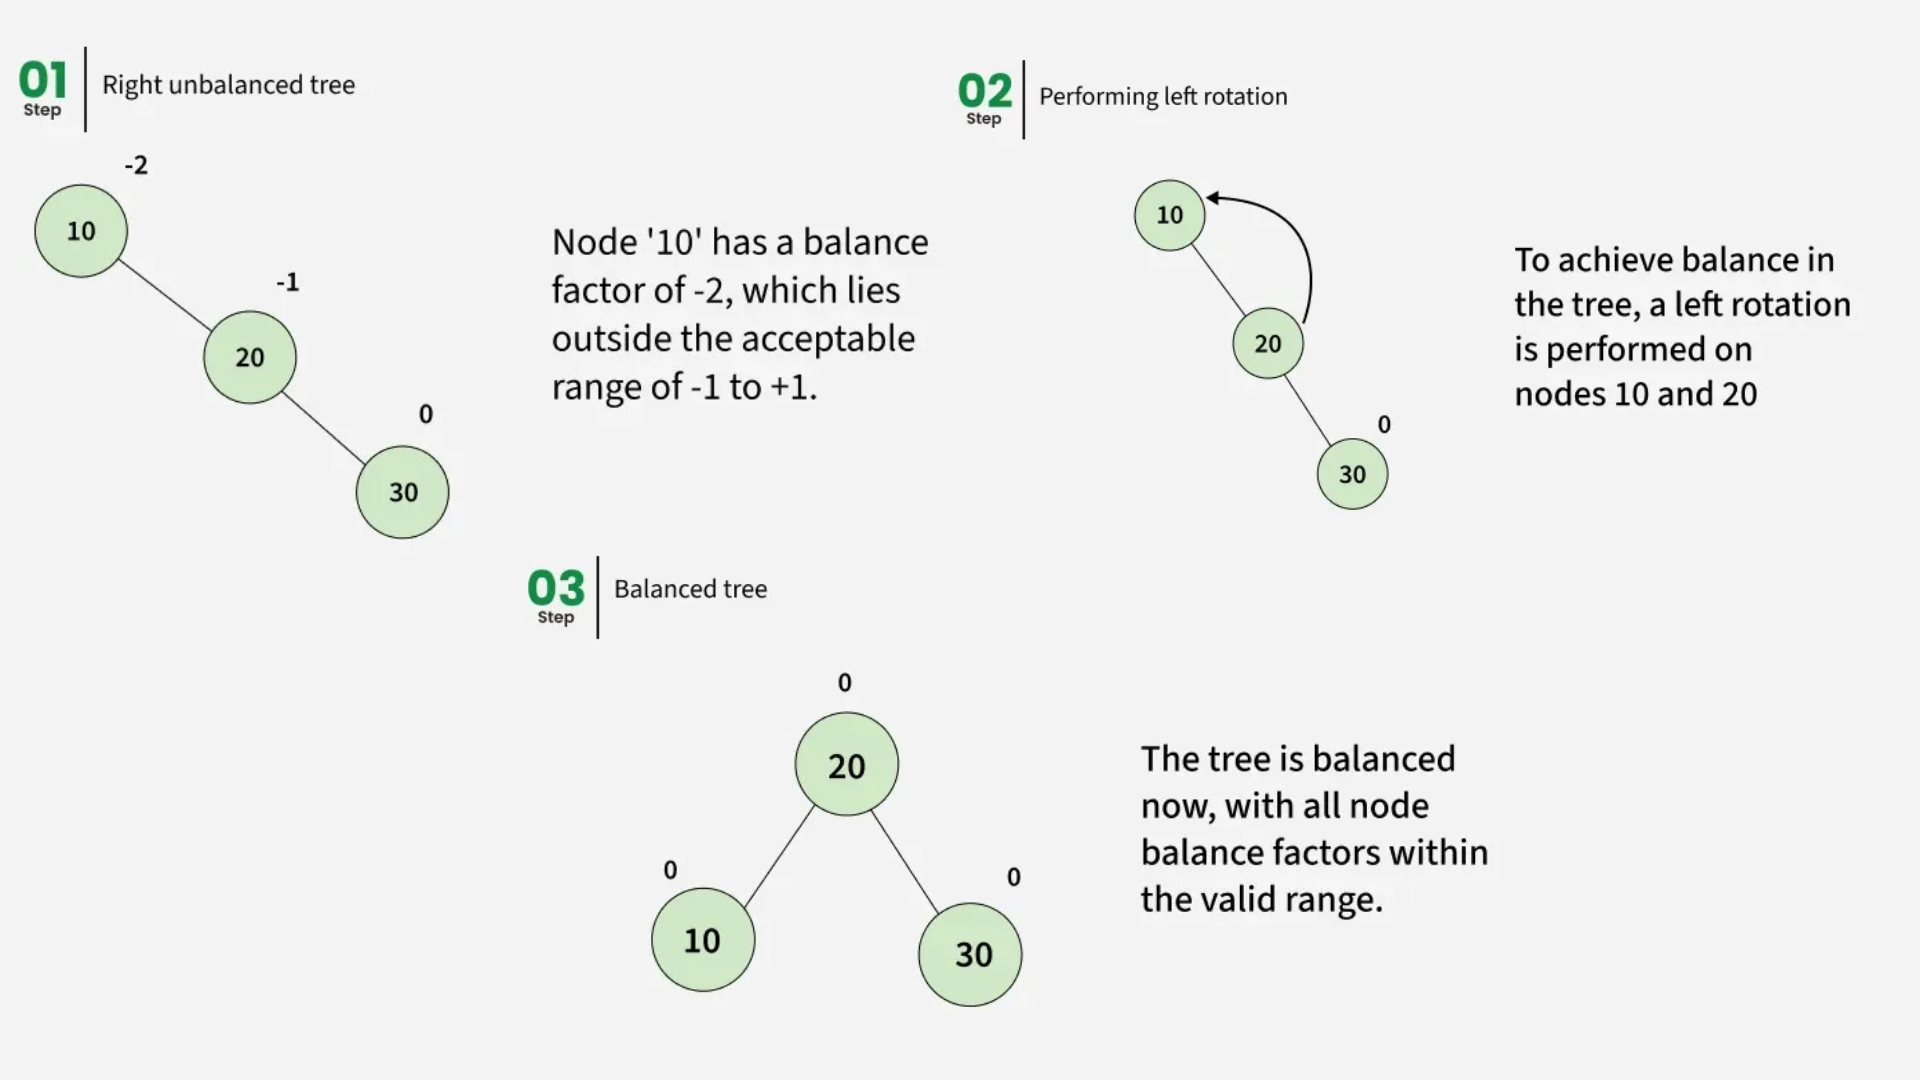 01
Step
Right unbalanced tree
-2
10
-1
20
0
30
Node '10' has a balance
factor of -2, which lies
outside the acceptable
range of -1 to +1.
02
Step
Performing left rotation
10
20
0
30
To achieve balance in
the tree, a left rotation
is performed on
nodes 10 and 20
03
Step
Balanced tree
0
20
0
10
0
30
The tree is balanced
now, with all node
balance factors within
the valid range.